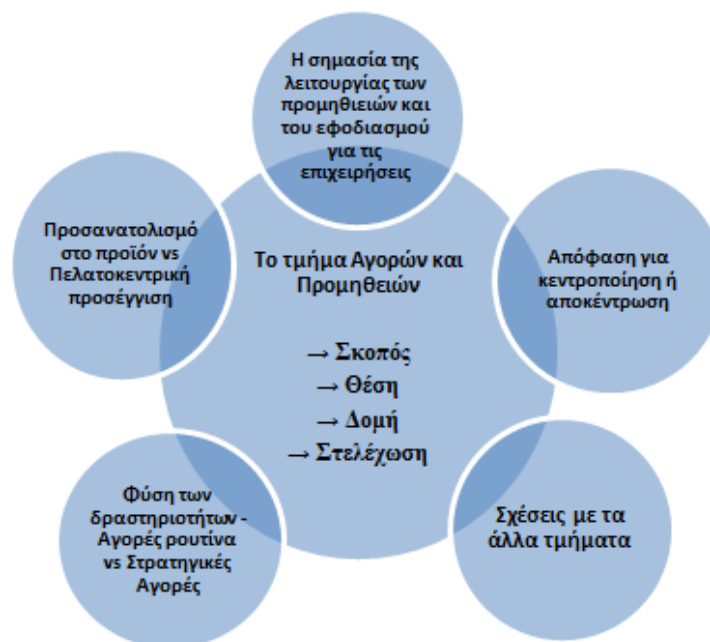 Η σημασία της
λειτουργίας των
προμηθιειών και
του εφοδιασμού
για τις
επιχειρήσεις
Προσανατολισμό
στο προϊόν vs
Πελατοκεντρική
προσέγγιση
Το τμήμα Αγορών και
Προμηθειών
→ Σκοπός
→ Θέση
→ Δομή
→ Στελέχωση
Απόφαση για
κεντροποίηση ή
αποκέντρωση
Φύση των
δραστηριοτήτων -
Αγορές ρουτίνα
vs Στρατηγικές
Αγορές
Σχέσεις με τα
άλλα τμήματα